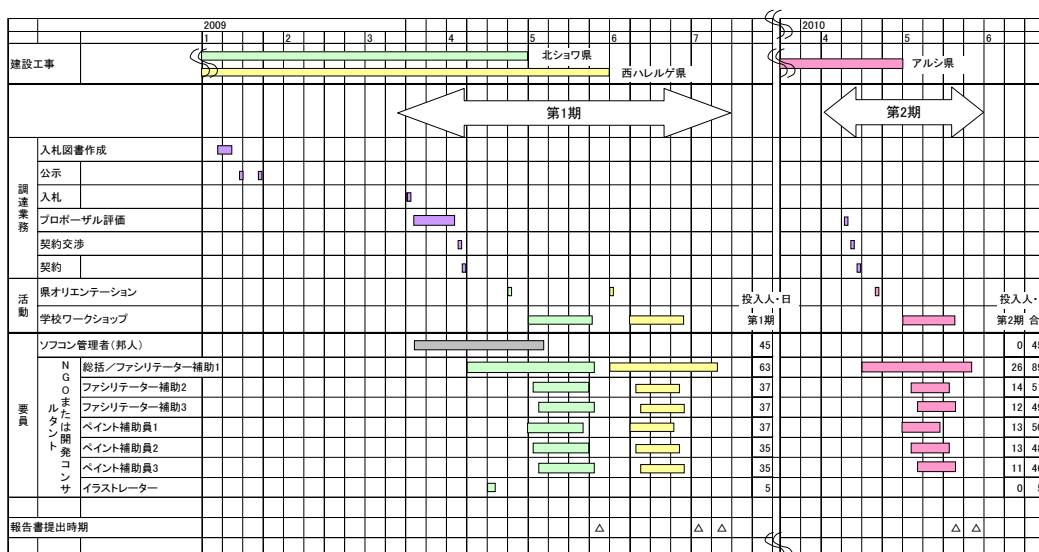 2009 2010
1 2 3 4 5 6 7 4 5 6
建設工事 北ショワ県 アルシ県
西ハレルゲ県
第1期 第2期
調達業務
入札図書作成
公示
入札
プロポーザル評価
契約交渉
契約
活動
県オリエンテーション 投入人・日 投入人・
学校ワークショップ 第1期 第2期 合
要員
ソフコン管理者(邦人) 45 0 45
NGOまたは開発コンサルタント
総括/ファシリテーター補助1 63 26 89
ファシリテーター補助2 37 14 51
ファシリテーター補助3 37 12 49
ペイント補助員1 37 13 50
ペイント補助員2 35 13 48
ペイント補助員3 35 11 46
イラストレーター 5 0 5
報告書提出時期 △ △ △ △ △